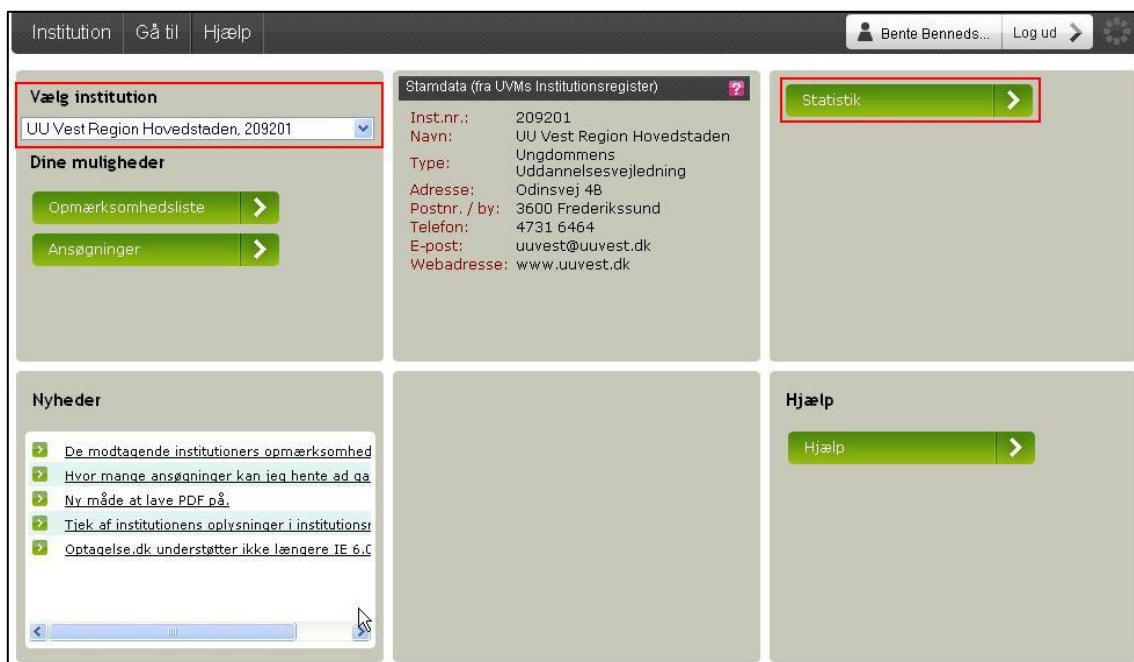 Institution Gå til Hjælp
Bente Benneds... Log ud
Vælg institution
UU Vest Region Hovedstaden, 209201
Dine muligheder
Opmærksomhedsliste
Ansøgninger
Stamdata (fra UVMs Institutionsregister) ?
Inst.nr.: 209201
Navn: UU Vest Region Hovedstaden
Type: Ungdommens
Uddannelsesvejledning
Adresse: Odinsvej 4B
Postnr. / by: 3600 Frederikssund
Telefon: 4731 6464
E-post: uuvest@uuvest.dk
Webadresse: www.uuvest.dk
Statistik
Nyheder
De modtagende institutioners opmærksomhed
Hvor mange ansøgninger kan jeg hente ad ga
Ny måde at lave PDF på.
Tjek af institutionens oplysninger i institutionsr
Optagelse.dk understøtter ikke længere IE 6.0
Hjælp
Hjælp